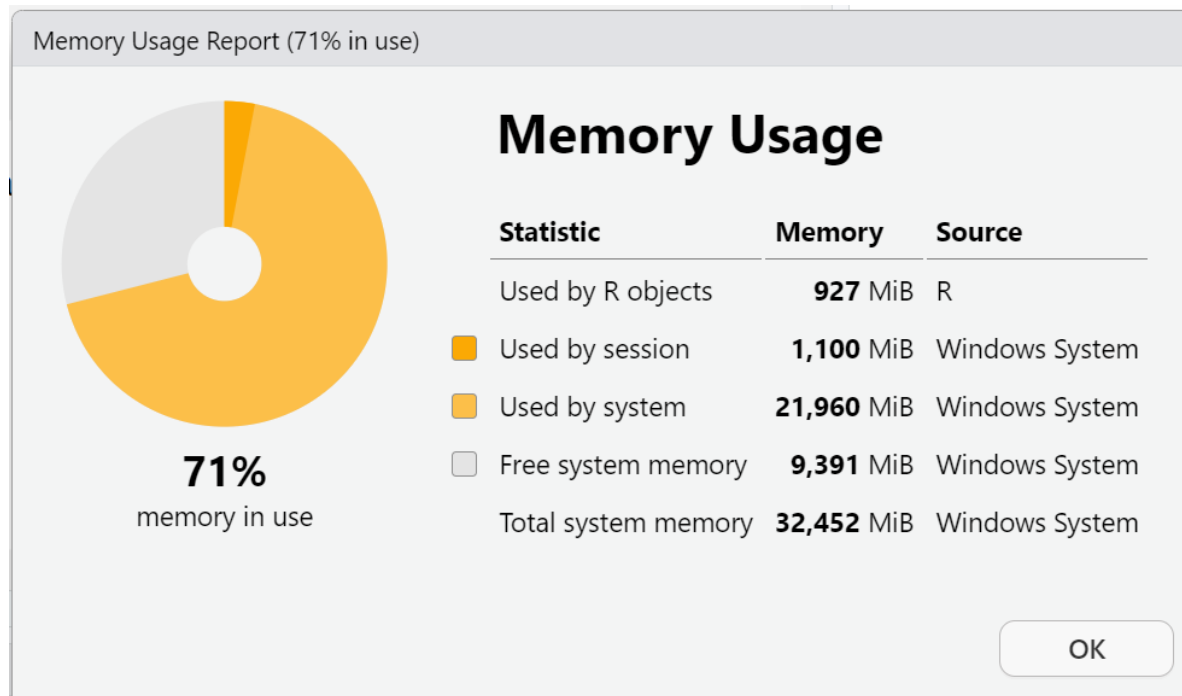 Memory Usage Report (71% in use)
Memory Usage
Statistic Memory Source
Used by R objects 927 MiB R
Used by session 1,100 MiB Windows System
Used by system 21,960 MiB Windows System
Free system memory 9,391 MiB Windows System
Total system memory 32,452 MiB Windows System
71%
memory in use
OK